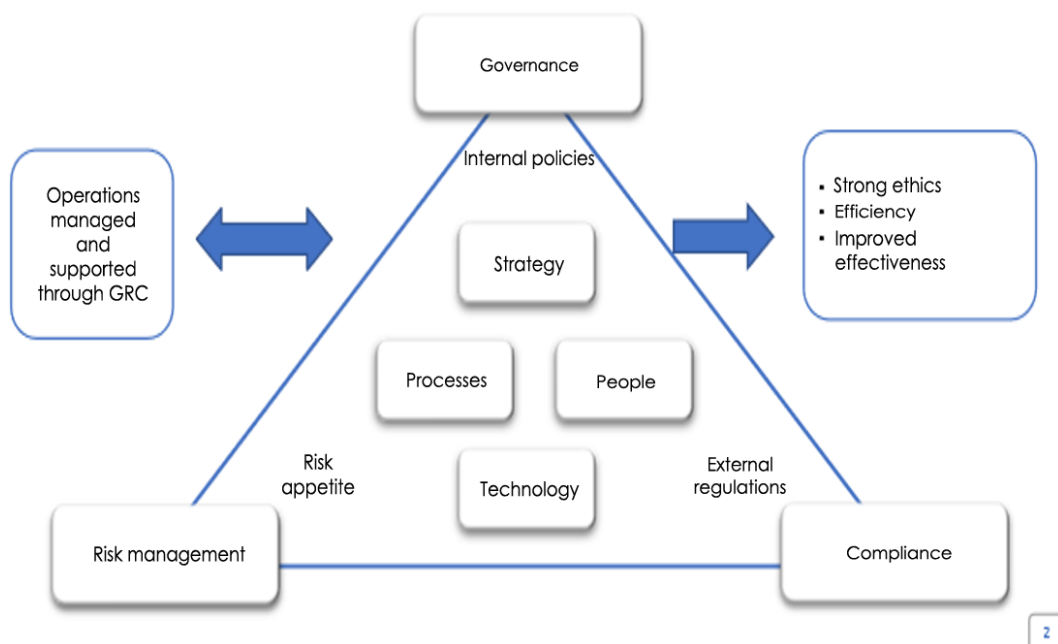 Governance
Internal policies
Operations
managed
and
supported
through GRC
▪ Strong ethics
▪ Efficiency
▪ Improved
effectiveness
Strategy
Processes
People
Risk
appetite
Technology
External
regulations
Risk management
Compliance
2